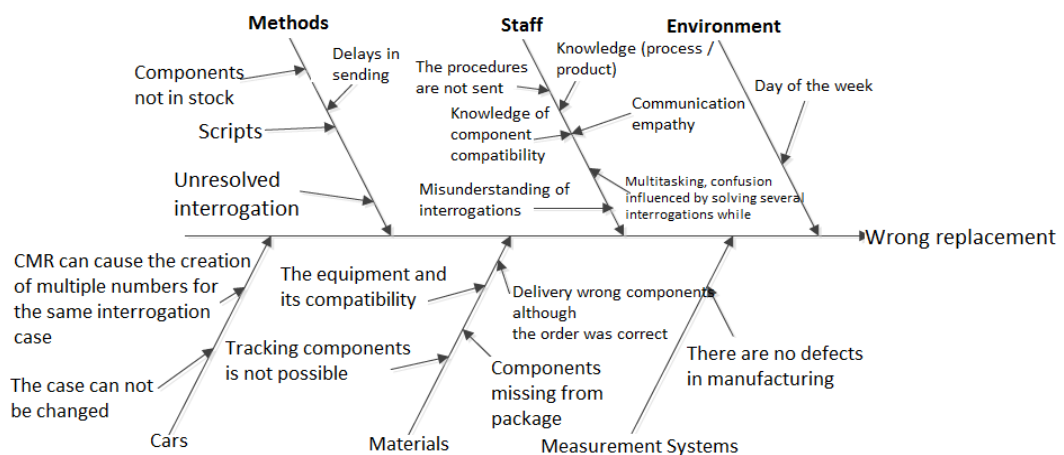 Methods
Staff
Environment
Components
not in stock
Delays in
sending
Scripts
Unresolved
interrogation
The procedures
are not sent
Knowledge (process /
product)
Knowledge of
component
compatibility
Communication
empathy
Misunderstanding of
interrogations
Multitasking, confusion
influenced by solving several
interrogations while
Day of the week
Wrong replacement
CMR can cause the creation
of multiple numbers for
the same interrogation
case
The case can not
be changed
Cars
The equipment and
its compatibility
Tracking components
is not possible
Delivery wrong components
although
the order was correct
Components
missing from
package
Materials
There are no defects
in manufacturing
Measurement Systems